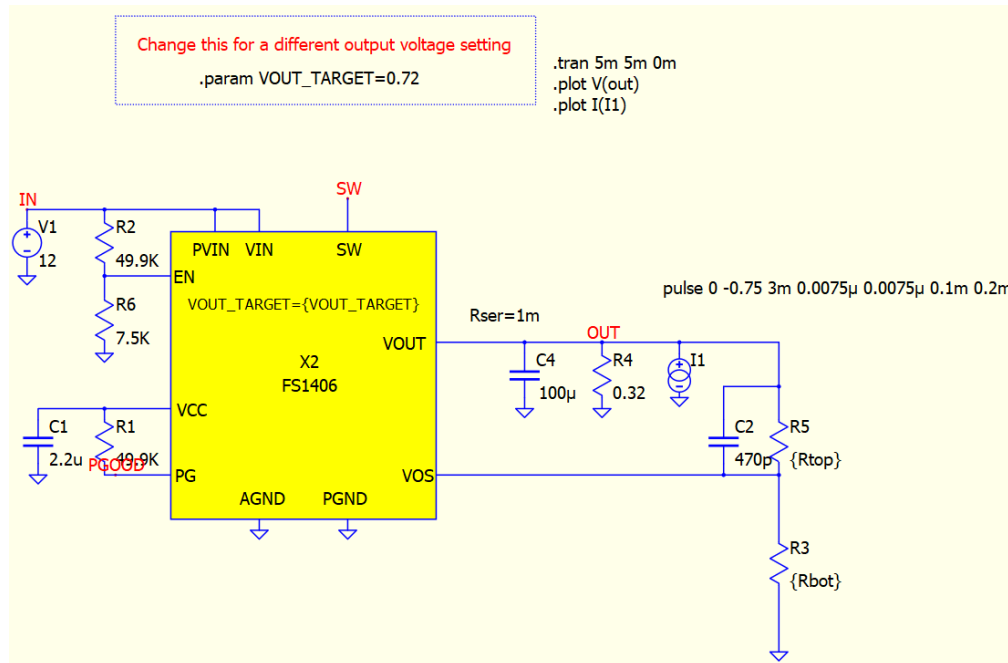 Change this for a different output voltage setting
.param VOUT_TARGET=0.72
.tran 5m 5m 0m
.plot V(out)
.plot I(I1)
IN
SW
V1
12
R2
49.9K
PVIN
VIN
SW
EN
VOUT_TARGET={VOUT_TARGET}
R6
7.5K
pulse 0 -0.75 3m 0.0075µ 0.0075µ 0.1m 0.2m
Rser=1m
OUT
VOUT
X2
FS1406
C4
100µ
R4
0.32
I1
VCC
C1
2.2u
R1
49.9K
PGOOD
PG
C2
470p
R5
{Rtop}
VOS
AGND
PGND
R3
{Rbot}